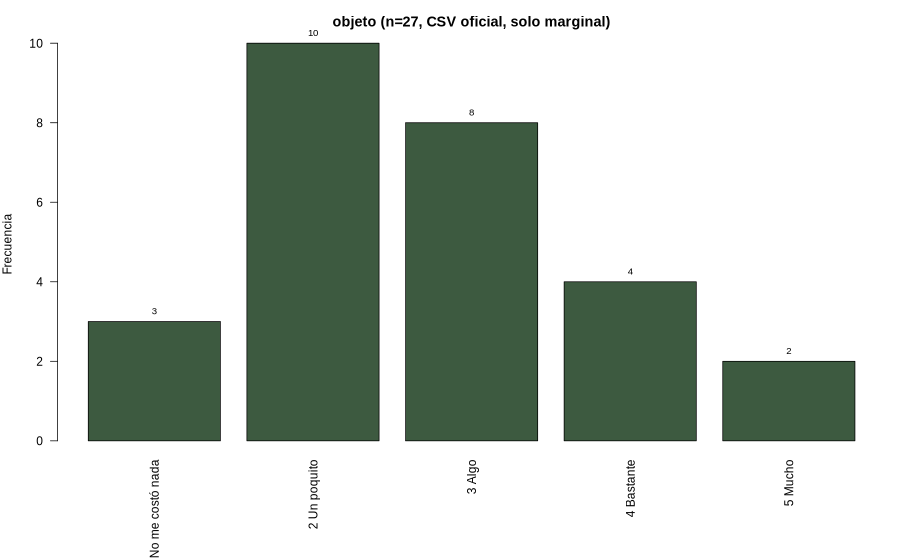 objeto (n=27, CSV oficial, solo marginal)
10
8
6
4
2
0
Frecuencia
3
10
8
4
2
No me costó nada
2 Un poquito
3 Algo
4 Bastante
5 Mucho